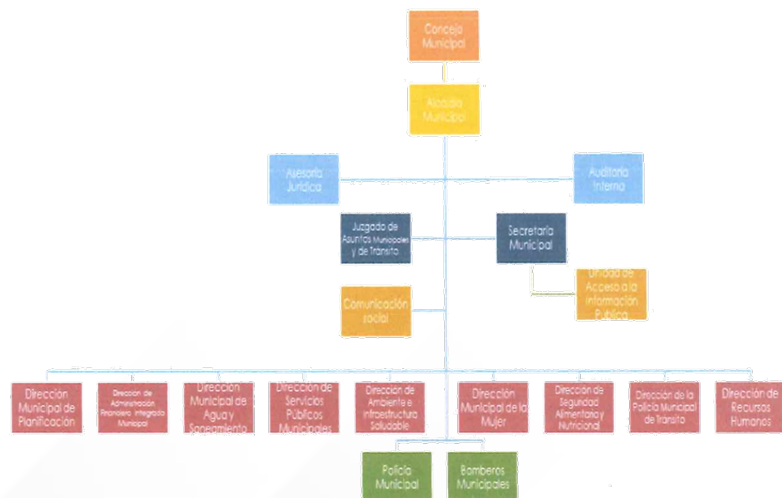 Concejo
Municipal
Alcaldía
Municipal
Asesoría
Jurídica
Auditoría
Interna
Juzgado de
Asuntos Municipales
y de Tránsito
Secretaría
Municipal
Comunicación
social
Unidad de
Acceso a la
Información
Publica
Dirección
Municipal de
Planificación
Dirección de
Administración
Financiera Integrada
Municipal
Dirección
Municipal de
Agua y
Saneamiento
Dirección de
Servicios
Públicos
Municipales
Dirección de
Ambiente e
Infraestructura
Saludable
Dirección
Municipal de la
Mujer
Dirección de
Seguridad
Alimentaria y
Nutricional
Dirección de la
Policía Municipal
de Tránsito
Dirección de
Recursos
Humanos
Policía
Municipal
Bomberos
Municipales